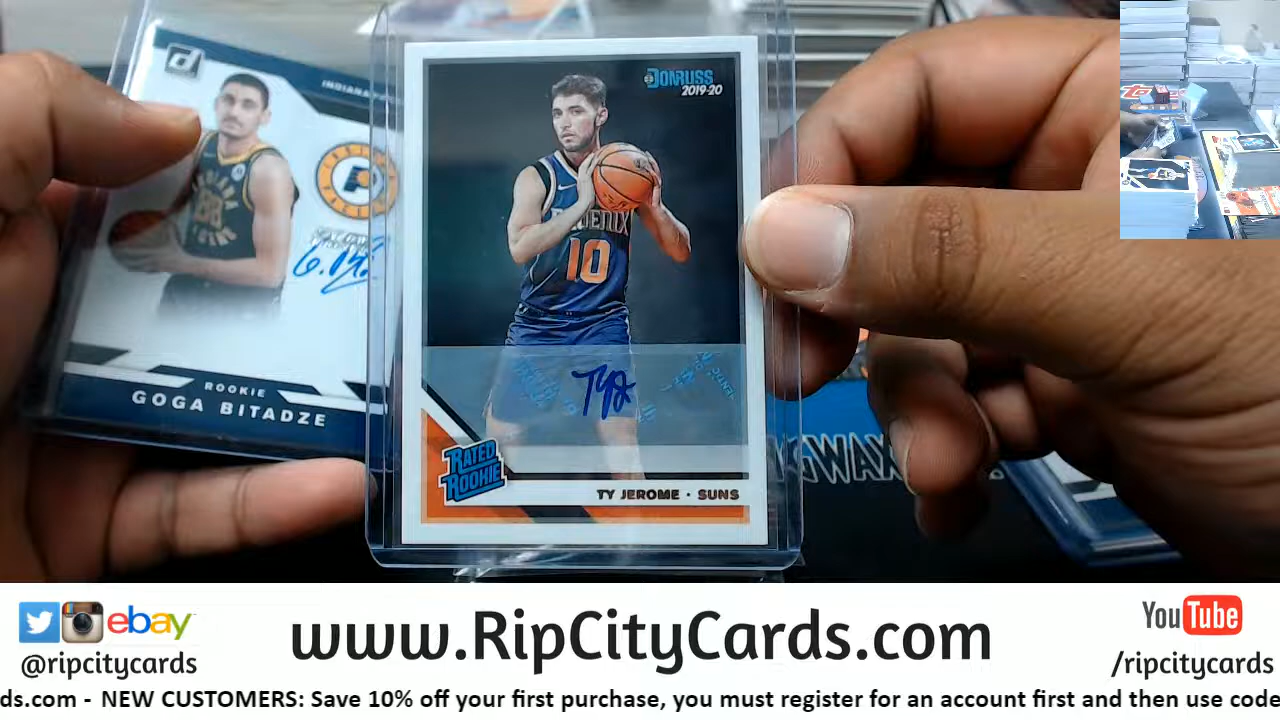 INDIANA
ROOKIE
GOGA BITADZE
DONRUSS
2019-20
PHOENIX
10
RATED
ROOKIE
TY JEROME · SUNS
ebay
@ripcitycards
www.RipCityCards.com
YouTube
/ripcitycards
ds.com - NEW CUSTOMERS: Save 10% off your first purchase, you must register for an account first and then use code